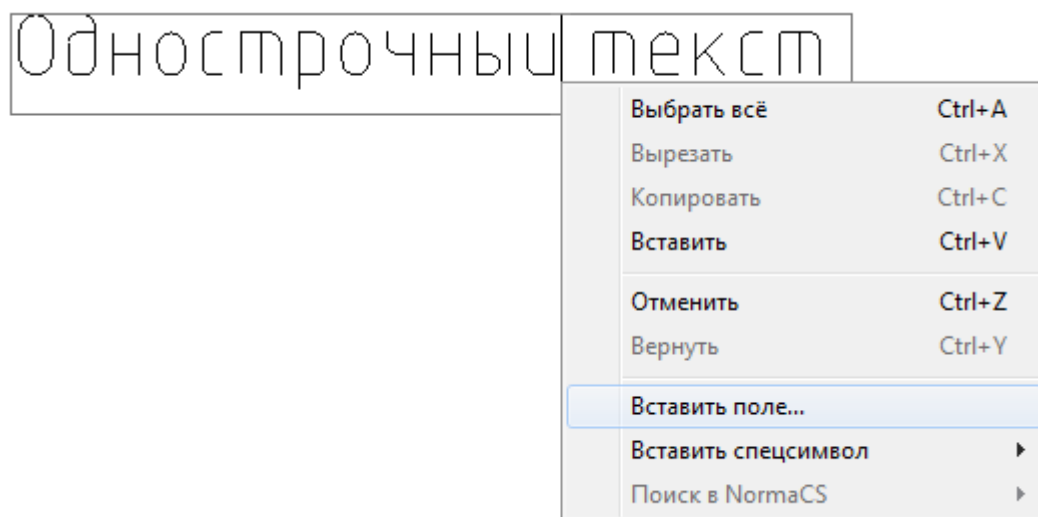 Однострочный текст
Выбрать всё Ctrl+A
Вырезать Ctrl+X
Копировать Ctrl+C
Вставить Ctrl+V
Отменить Ctrl+Z
Вернуть Ctrl+Y
Вставить поле...
Вставить спецсимвол
Поиск в NormaCS